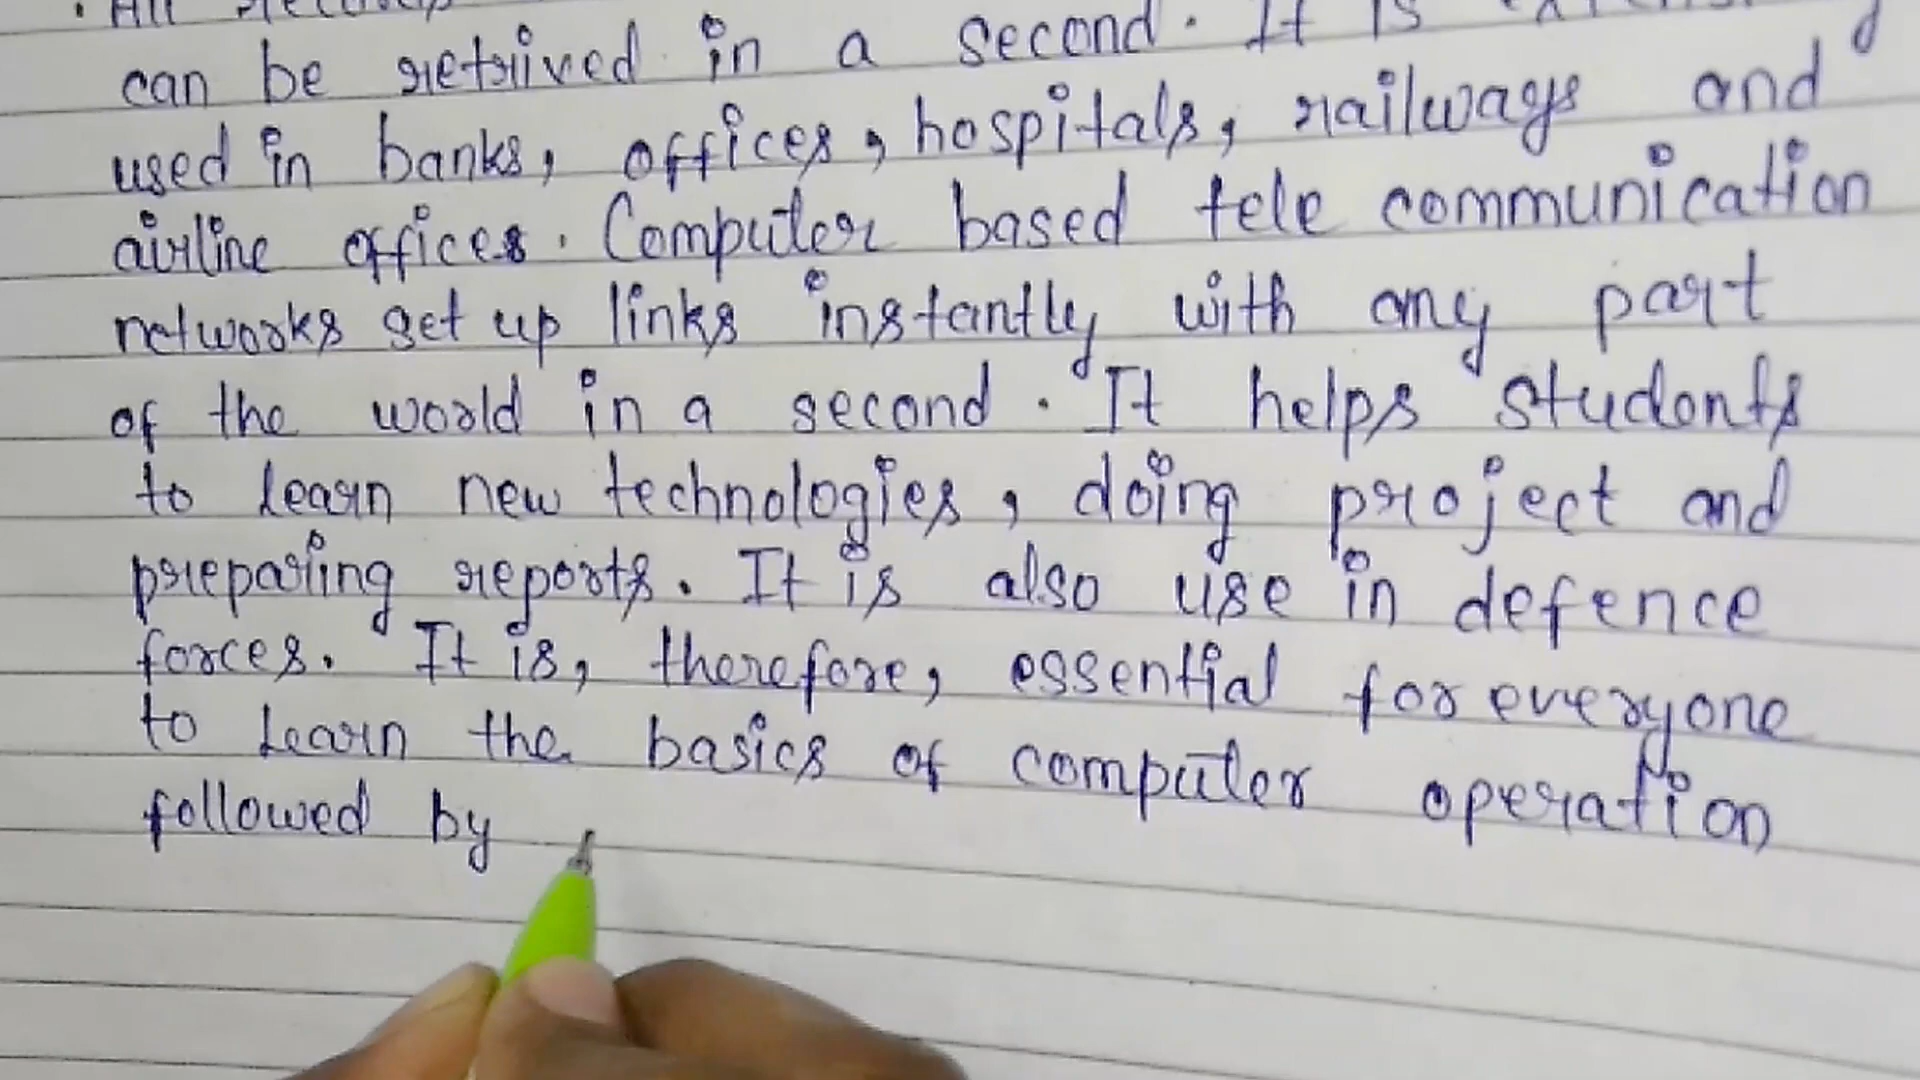 All
can be retrived in a second. It is
used in banks, offices, hospitals, railways and
airline offices. Computer based tele communication
networks set up links instantly with any part
of the world in a second. It helps students
to learn new technologies, doing project and
preparing reports. It is also use in defence
forces. It is, therefore, essential for everyone
to learn the basics of computer operation
followed by